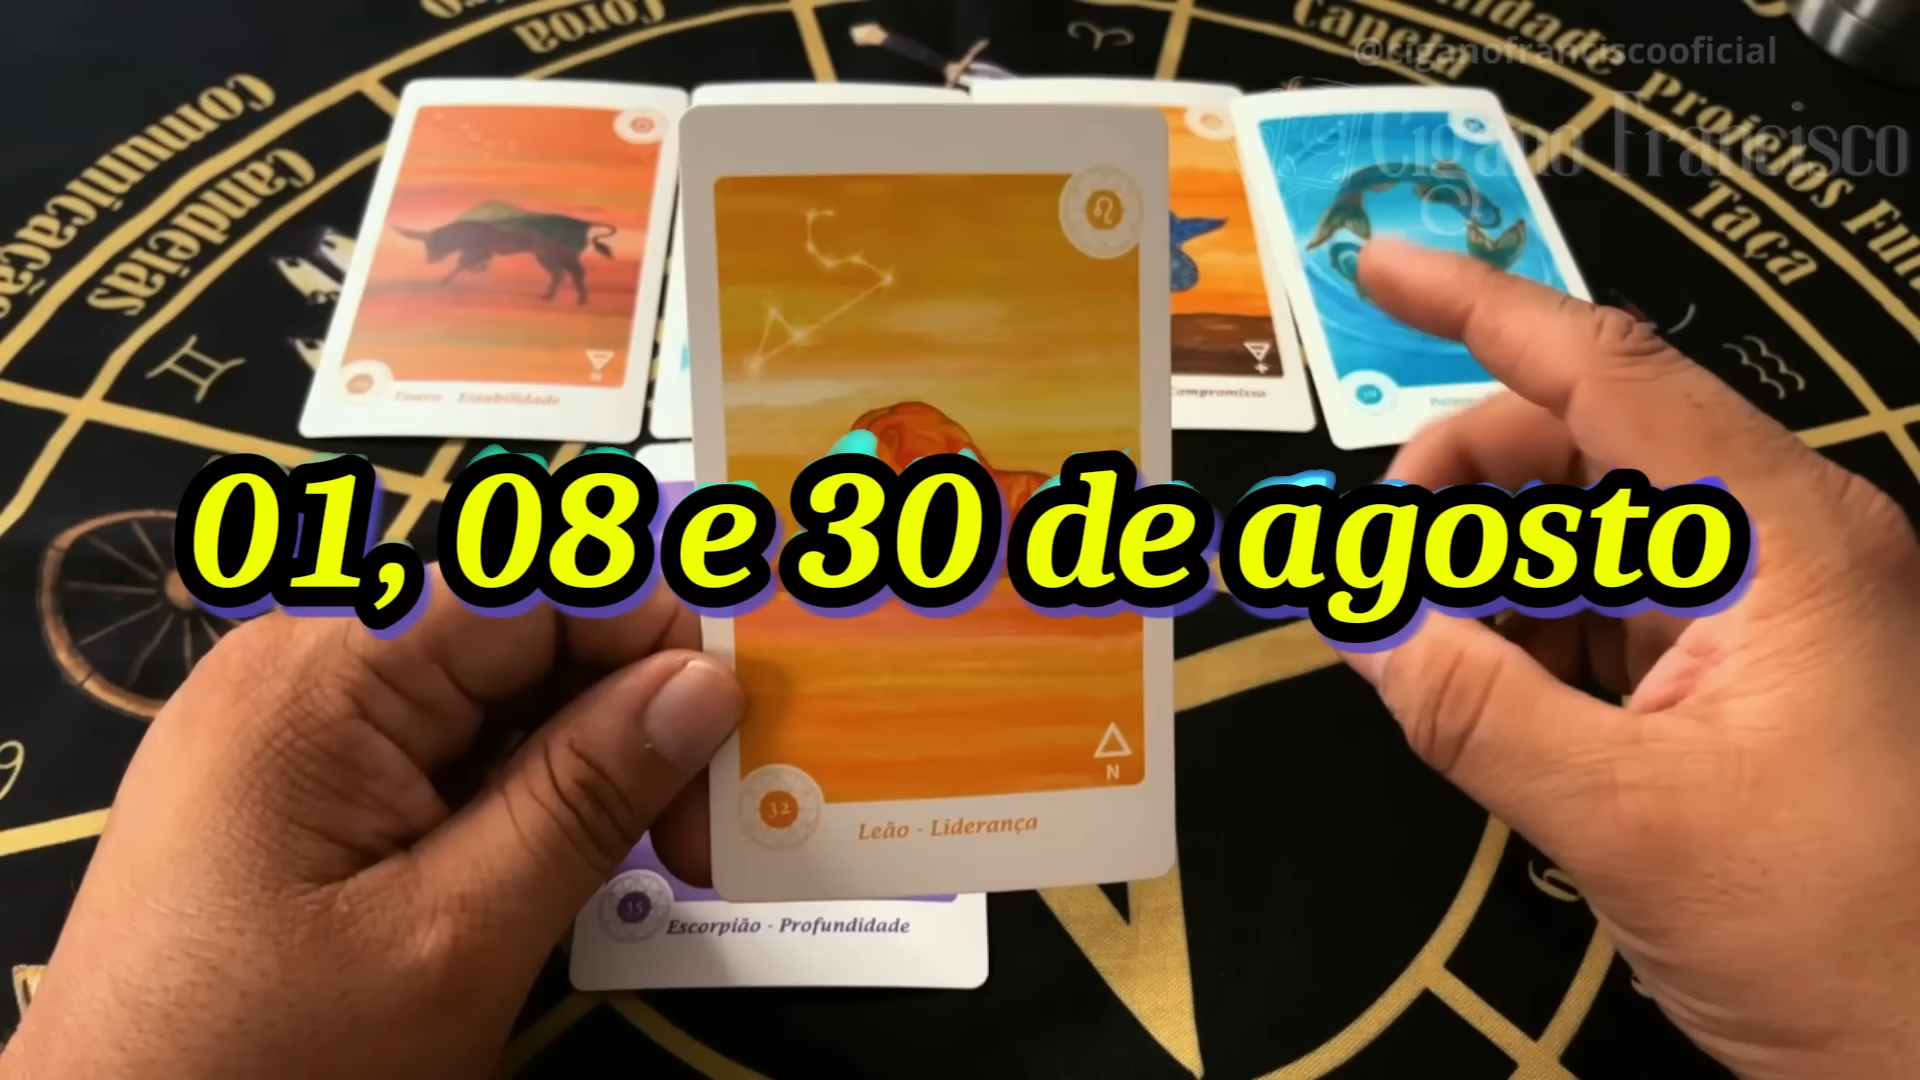 Coroa
Capela
@ciganofranciscooficial
Cigano Francisco
Comunicação
Candeias
Projetos
Taça
Touro - Estabilidade
Compromisso
01, 08 e 30 de agosto
N
32
Leão - Liderança
35
Escorpião - Profundidade